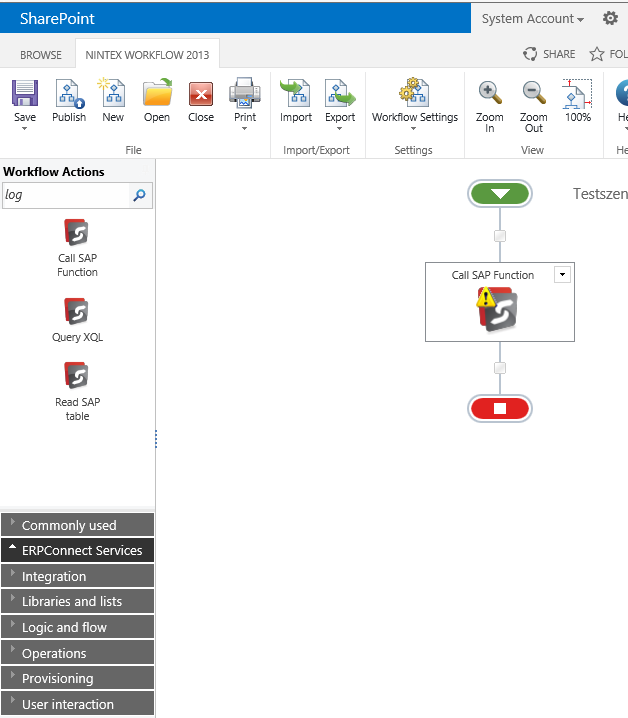 SharePoint
System Account
BROWSE
NINTEX WORKFLOW 2013
SHARE
FOL
Save
Publish
New
Open
Close
Print
Import
Export
Workflow Settings
Zoom In
Zoom Out
100%
He
File
Import/Export
Settings
View
He
Workflow Actions
log
Call SAP
Function
Query XQL
Read SAP
table
Testszen
Call SAP Function
Commonly used
ERPConnect Services
Integration
Libraries and lists
Logic and flow
Operations
Provisioning
User interaction